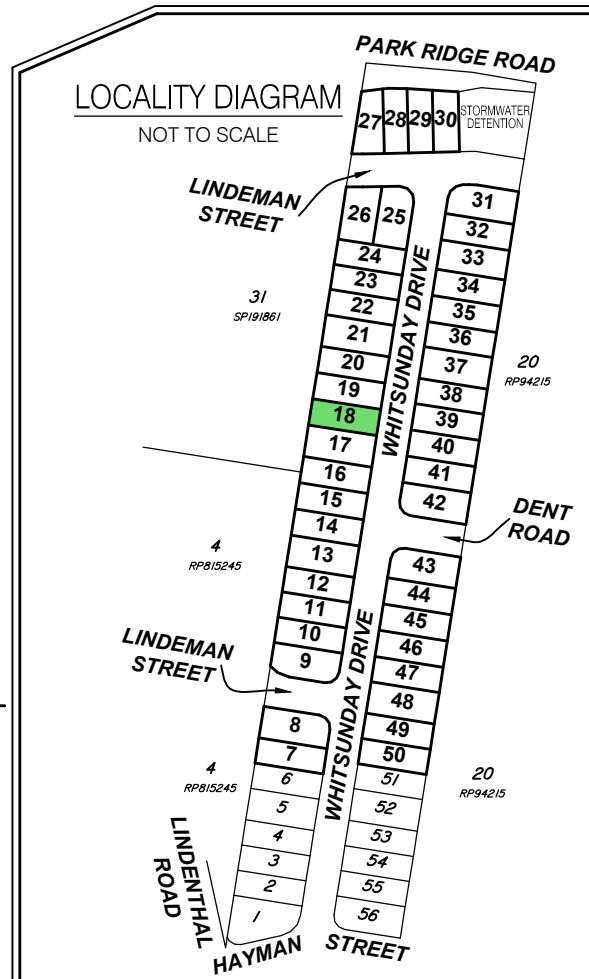 PARK RIDGE ROAD
LOCALITY DIAGRAM
NOT TO SCALE
27 28 29 30
STORMWATER
DETENTION
LINDEMAN
STREET
26 25
31
32
33
34
35
36
37
38
39
40
41
42
24
23
22
21
20
19
18
17
16
15
14
13
12
11
10
9
WHITSUNDAY DRIVE
31
SP191861
20
RP94215
DENT
ROAD
4
RP815245
43
44
45
46
47
48
49
50
LINDEMAN
STREET
WHITSUNDAY DRIVE
8
7
6
5
4
3
2
1
51
52
53
54
55
56
4
RP815245
20
RP94215
LINDENTHAL
ROAD
HAYMAN STREET